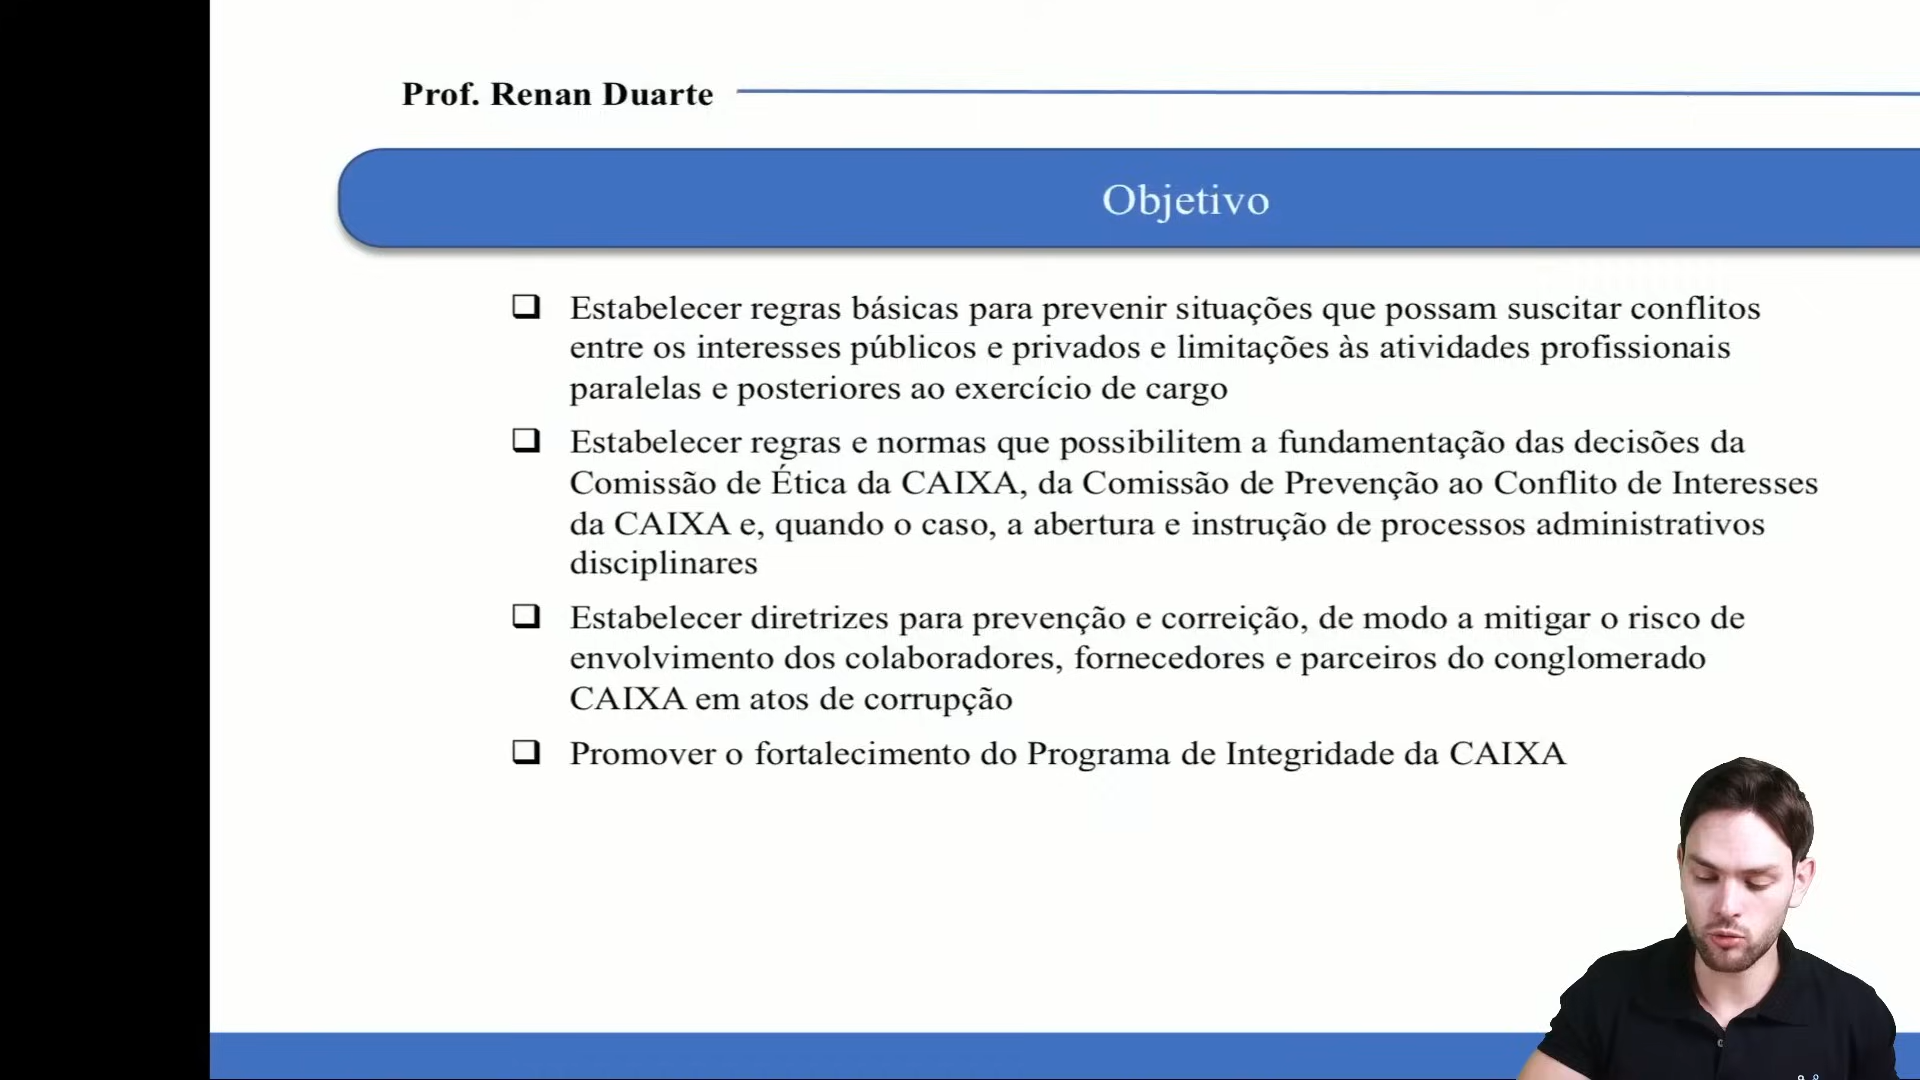 Prof. Renan Duarte
Objetivo
Estabelecer regras básicas para prevenir situações que possam suscitar conflitos
entre os interesses públicos e privados e limitações às atividades profissionais
paralelas e posteriores ao exercício de cargo
Estabelecer regras e normas que possibilitem a fundamentação das decisões da
Comissão de Ética da CAIXA, da Comissão de Prevenção ao Conflito de Interesses
da CAIXA e, quando o caso, a abertura e instrução de processos administrativos
disciplinares
Estabelecer diretrizes para prevenção e correição, de modo a mitigar o risco de
envolvimento dos colaboradores, fornecedores e parceiros do conglomerado
CAIXA em atos de corrupção
Promover o fortalecimento do Programa de Integridade da CAIXA